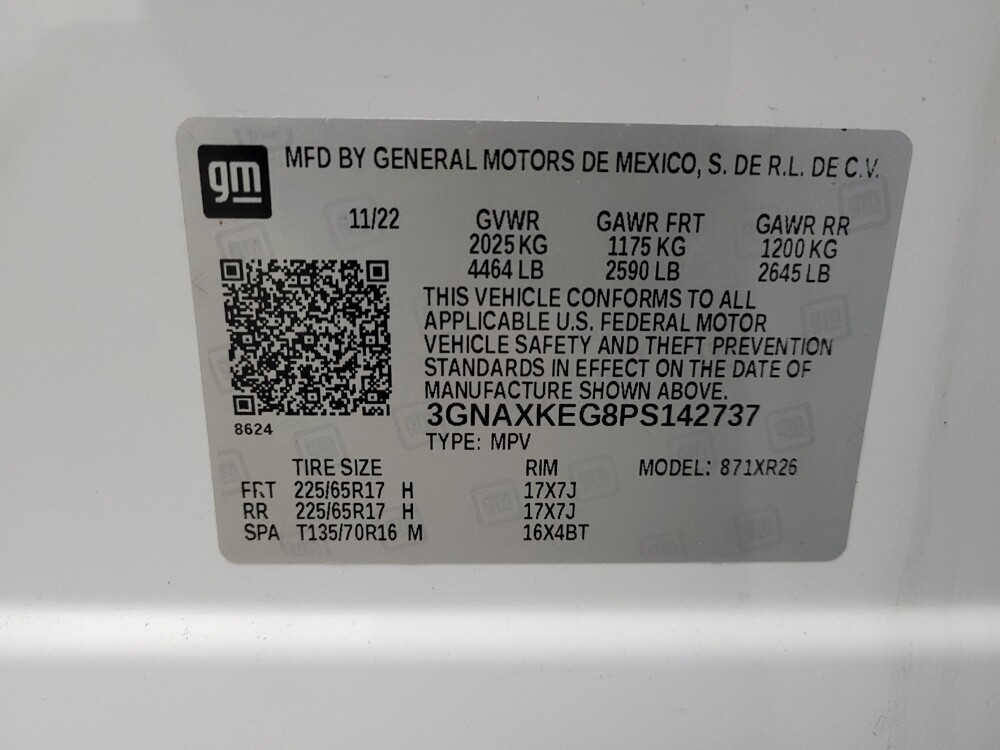 gm MFD BY GENERAL MOTORS DE MEXICO, S. DE R.L. DE C.V.
11/22 GVWR GAWR FRT GAWR RR
2025 KG 1175 KG 1200 KG
4464 LB 2590 LB 2645 LB
THIS VEHICLE CONFORMS TO ALL
APPLICABLE U.S. FEDERAL MOTOR
VEHICLE SAFETY AND THEFT PREVENTION
STANDARDS IN EFFECT ON THE DATE OF
MANUFACTURE SHOWN ABOVE.
3GNAXKEG8PS142737
8624
TYPE: MPV
TIRE SIZE RIM MODEL: 871XR26
FRT 225/65R17 H 17X7J
RR 225/65R17 H 17X7J
SPA T135/70R16 M 16X4BT